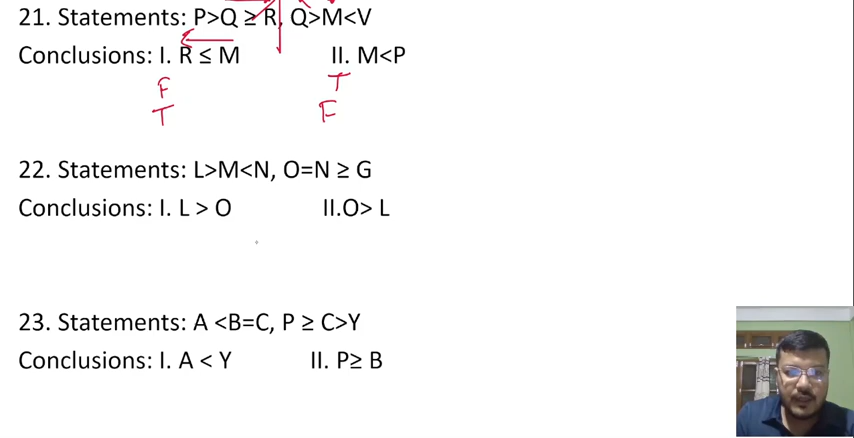 21. Statements: P>Q ≥ R, Q>M<V
Conclusions: I. R ≤ M II. M<P
F T
T F
22. Statements: L>M<N, O=N ≥ G
Conclusions: I. L > O II.O> L
23. Statements: A <B=C, P ≥ C>Y
Conclusions: I. A < Y II. P≥ B